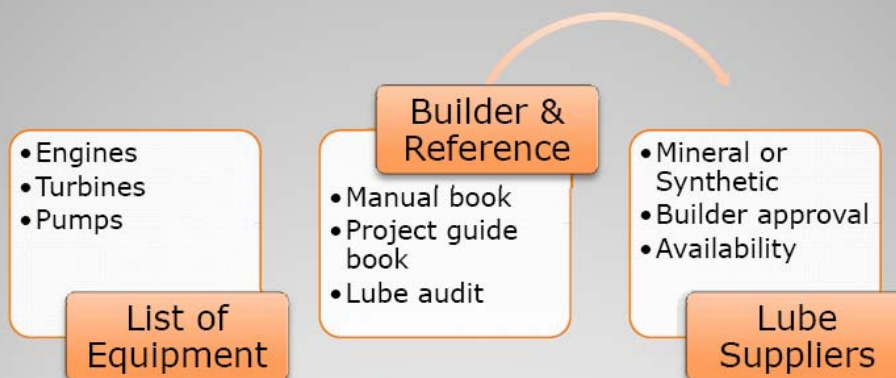 • Engines
• Turbines
• Pumps
List of
Equipment
Builder &
Reference
• Manual book
• Project guide
book
• Lube audit
• Mineral or
Synthetic
• Builder approval
• Availability
Lube
Suppliers